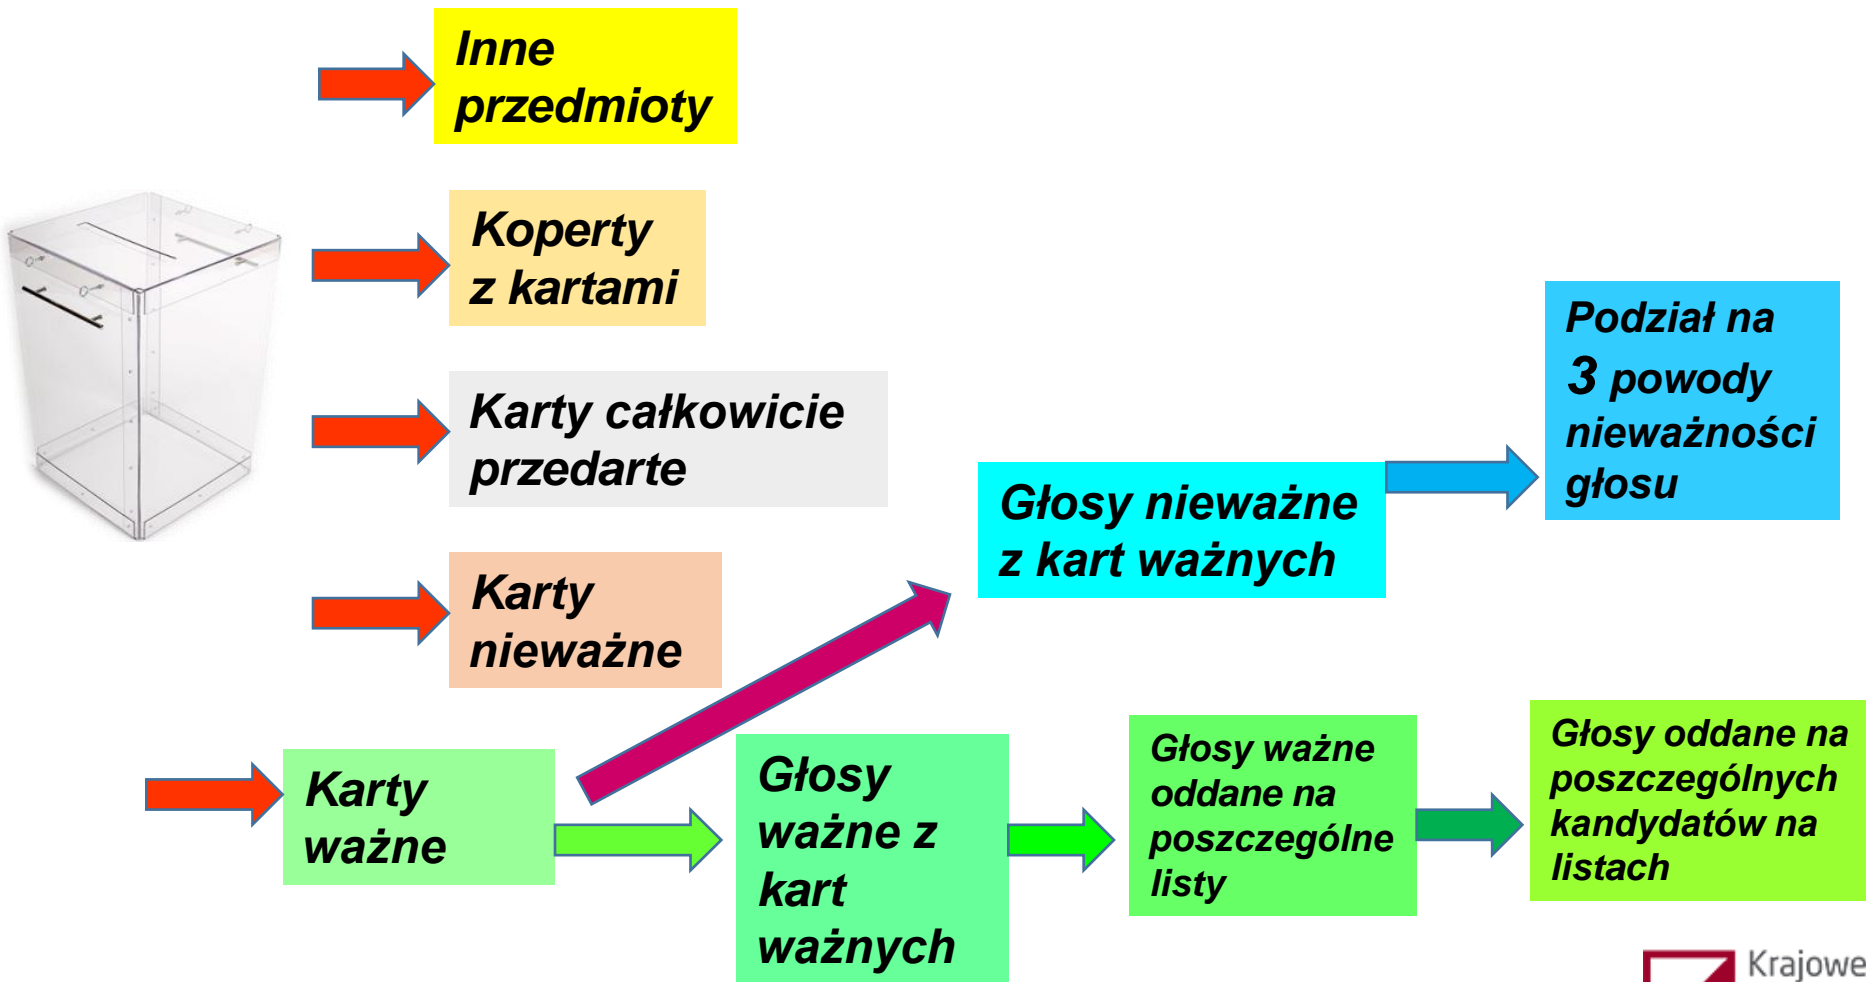 Inne
przedmioty
Koperty
z kartami
Karty całkowicie
przedarte
Karty
nieważne
Karty
ważne
Głosy nieważne
z kart ważnych
Podział na
3 powody
nieważności
głosu
Głosy
ważne z
kart
ważnych
Głosy ważne
oddane na
poszczególne
listy
Głosy oddane na
poszczególnych
kandydatów na
listach
Krajowe